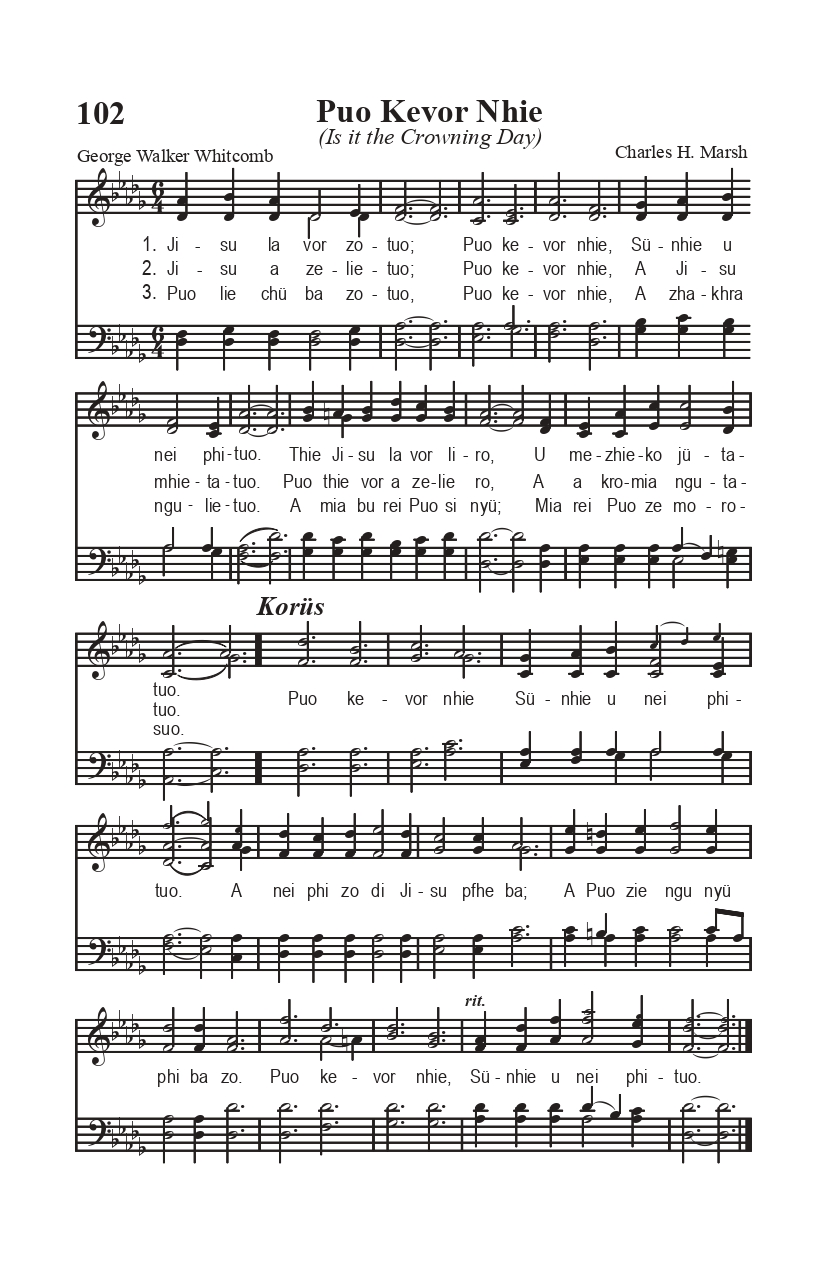 102
Puo Kevor Nhie
(Is it the Crowning Day)
George Walker Whitcomb
Charles H. Marsh
1. Ji - su la vor zo - tuo; Puo ke - vor nhie, Sü - nhie u
2. Ji - su a ze - lie - tuo; Puo ke - vor nhie, A Ji - su
3. Puo lie chü ba zo - tuo, Puo ke - vor nhie, A zha - khra
nei phi - tuo. Thie Ji - su la vor li - ro, U me - zhie - ko jü - ta -
mhie - ta - tuo. Puo thie vor a ze - lie ro, A a kro - mia ngu - ta -
ngu - lie - tuo. A mia bu rei Puo si nyü; Mia rei Puo ze mo - ro -
Korüs
tuo. Puo ke - vor nhie Sü - nhie u nei phi -
tuo.
suo.
tuo. A nei phi zo di Ji - su pfhe ba; A Puo zie ngu nyü
rit.
phi ba zo. Puo ke - vor nhie, Sü - nhie u nei phi - tuo.